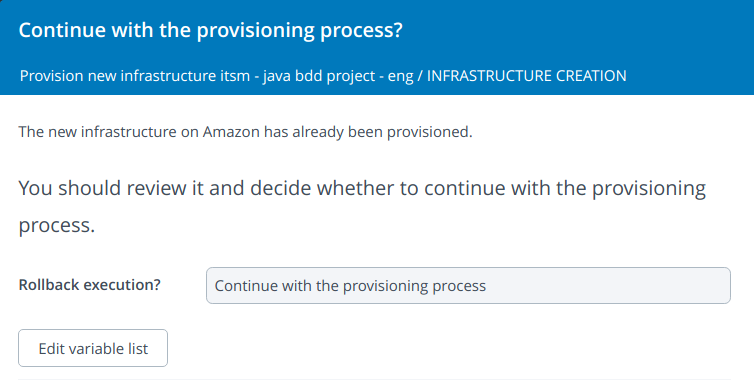 Continue with the provisioning process?
Provision new infrastructure itsm - java bdd project - eng / INFRASTRUCTURE CREATION
The new infrastructure on Amazon has already been provisioned.
You should review it and decide whether to continue with the provisioning
process.
Rollback execution? Continue with the provisioning process
Edit variable list